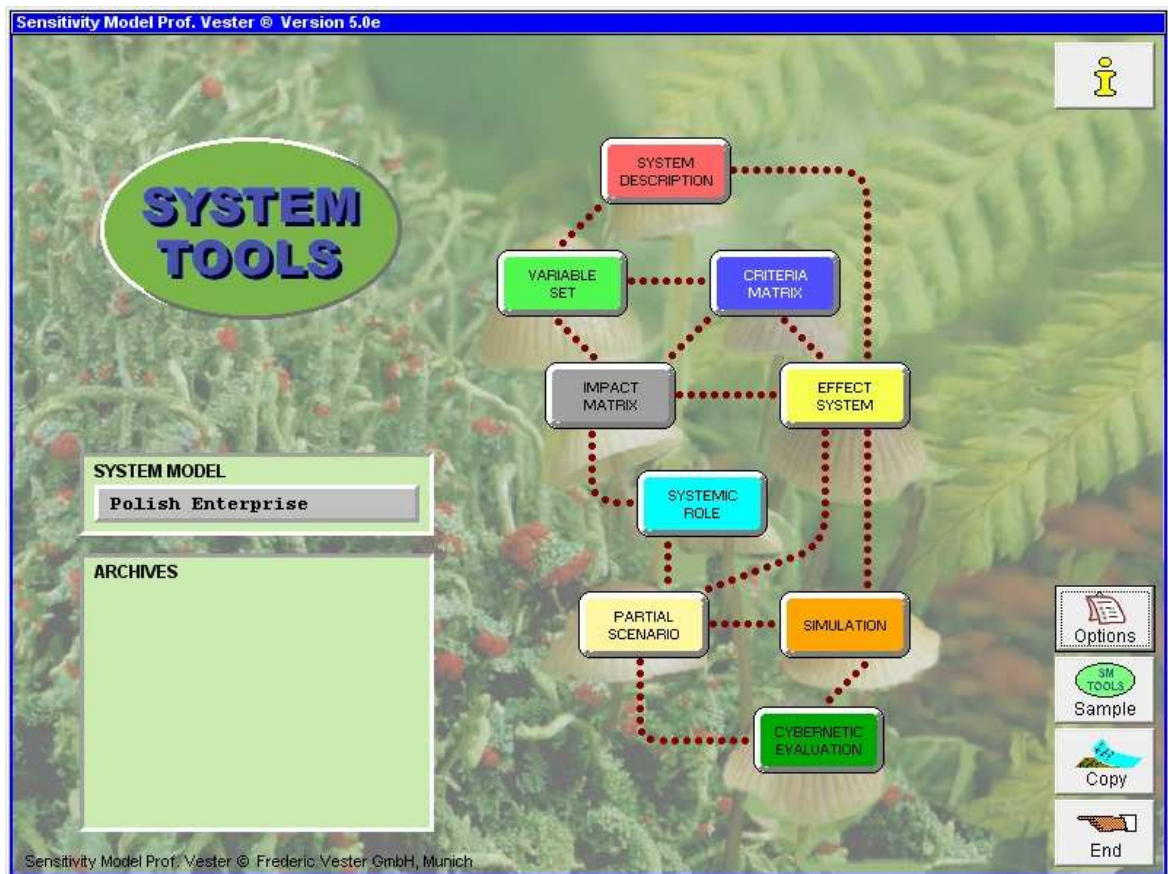 Sensitivity Model Prof. Vester ® Version 5.0e
SYSTEM
TOOLS
SYSTEM
DESCRIPTION
VARIABLE
SET
CRITERIA
MATRIX
IMPACT
MATRIX
EFFECT
SYSTEM
SYSTEM MODEL
Polish Enterprise
SYSTEMIC
ROLE
ARCHIVES
PARTIAL
SCENARIO
SIMULATION
CYBERNETIC
EVALUATION
Options
SM
TOOLS
Sample
Copy
End
Sensitivity Model Prof. Vester © Frederic Vester GmbH, Munich